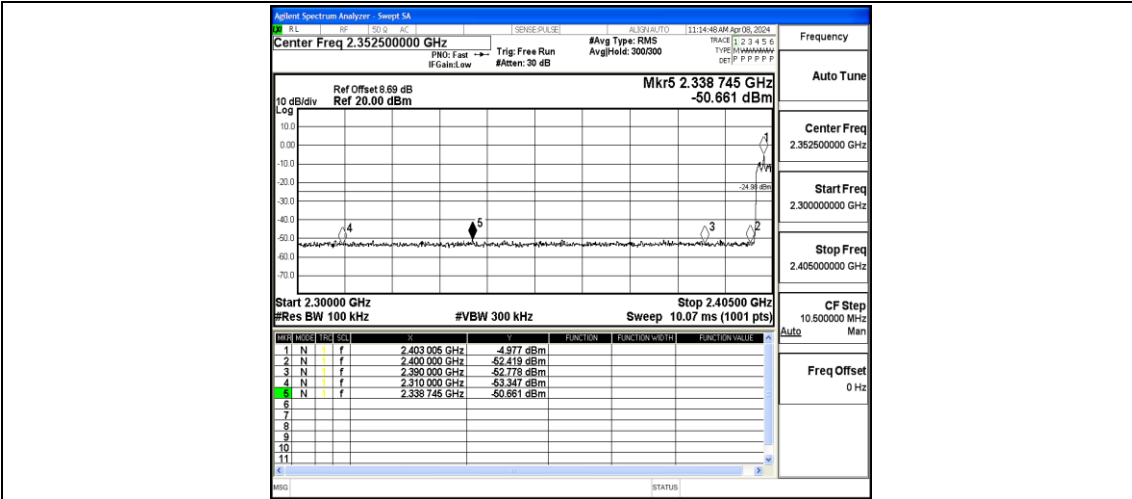 Agilent Spectrum Analyzer - Swept SA
RL RF 50 Ω AC SENSE:PULSE ALIGN AUTO 11:14:48 AM Apr 08, 2024
Center Freq 2.352500000 GHz
PNO: Fast
IFGain:Low
Trig: Free Run
#Atten: 30 dB
#Avg Type: RMS
Avg|Hold: 300/300
TRACE 1 2 3 4 5 6
TYPE
DET P P P P P P
Frequency
Mkr5 2.338 745 GHz
-50.661 dBm
Ref Offset 8.69 dB
10 dB/div Ref 20.00 dBm
Log
10.0
0.00
-10.0
-20.0
-30.0
-40.0
-50.0
-60.0
-70.0
1
-24.98 dBm
4
5
3
2
Start 2.30000 GHz Stop 2.40500 GHz
#Res BW 100 kHz #VBW 300 kHz Sweep 10.07 ms (1001 pts)
MKR MODE TRC SCL X Y FUNCTION FUNCTION WIDTH FUNCTION VALUE
1 N 1 f 2.403 005 GHz -4.977 dBm
2 N 1 f 2.400 000 GHz -52.419 dBm
3 N 1 f 2.390 000 GHz -52.778 dBm
4 N 1 f 2.310 000 GHz -53.347 dBm
5 N 1 f 2.338 745 GHz -50.661 dBm
6
7
8
9
10
11
MSG STATUS
Auto Tune
Center Freq
2.352500000 GHz
Start Freq
2.300000000 GHz
Stop Freq
2.405000000 GHz
CF Step
10.500000 MHz
Auto Man
Freq Offset
0 Hz